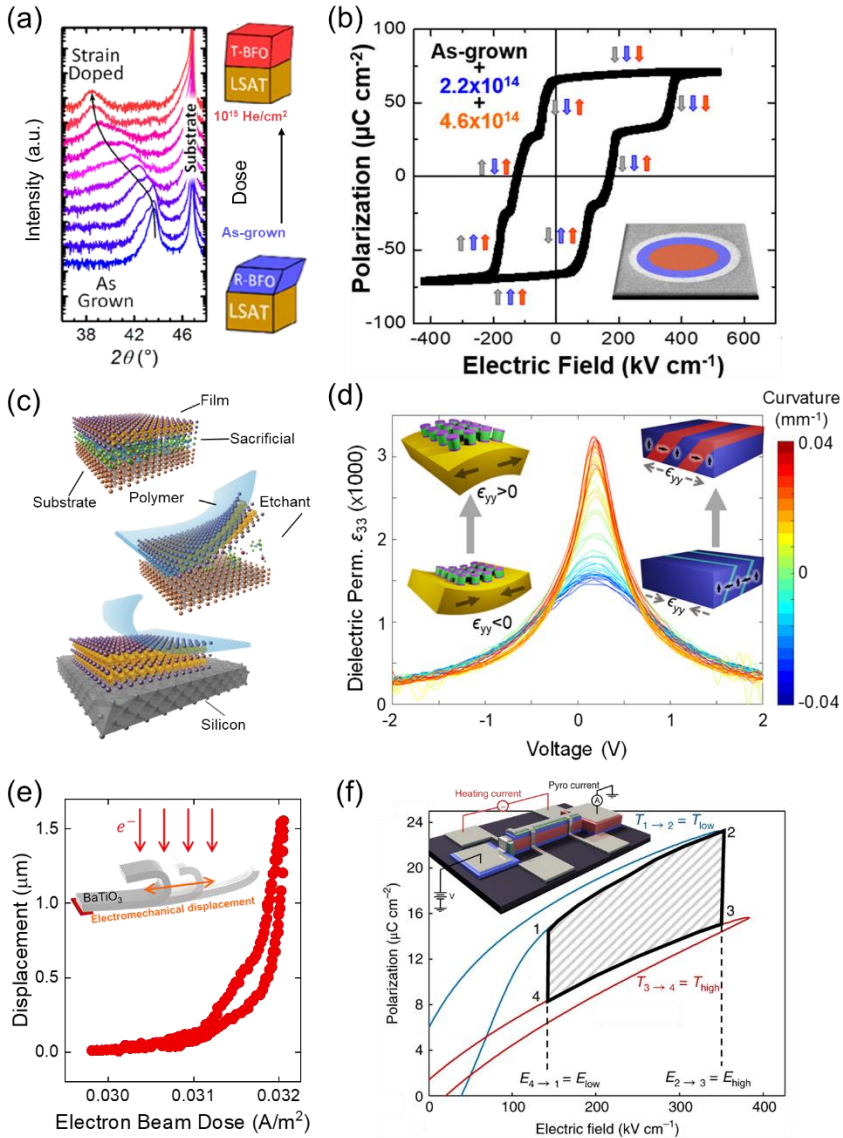 (a)
Strain
Doped
Intensity (a.u.)
As
Grown
Substrate
38
42
46
2θ (°)
T-BFO
LSAT
10¹⁵ He/cm²
Dose
As-grown
R-BFO
LSAT
(b)
As-grown
+
2.2x10¹⁴
+
4.6x10¹⁴
Polarization (µC cm⁻²)
100
50
0
-50
-100
-400
-200
0
200
400
Electric Field (kV cm⁻¹)
(c)
Film
Sacrificial
Substrate
Polymer
Etchant
Silicon
(d)
Dielectric Perm. ε₃₃ (x1000)
3
2
1
0
-2
-1
0
1
2
Voltage (V)
ϵyy>0
ϵyy<0
ϵyy
ϵyy
Curvature
(mm⁻¹)
0.04
0
-0.04
(e)
e⁻
BaTiO₃
Electromechanical displacement
Displacement (µm)
1.5
1.0
0.5
0.0
0.030
0.031
0.032
Electron Beam Dose (A/m²)
(f)
Heating current
Pyro current
A
V
T₁→₂ = Tlow
T₃→₄ = Thigh
1
2
3
4
E₄→₁ = Elow
E₂→₃ = Ehigh
Polarization (µC cm⁻²)
24
20
16
12
8
4
0
0
100
200
300
400
Electric field (kV cm⁻¹)